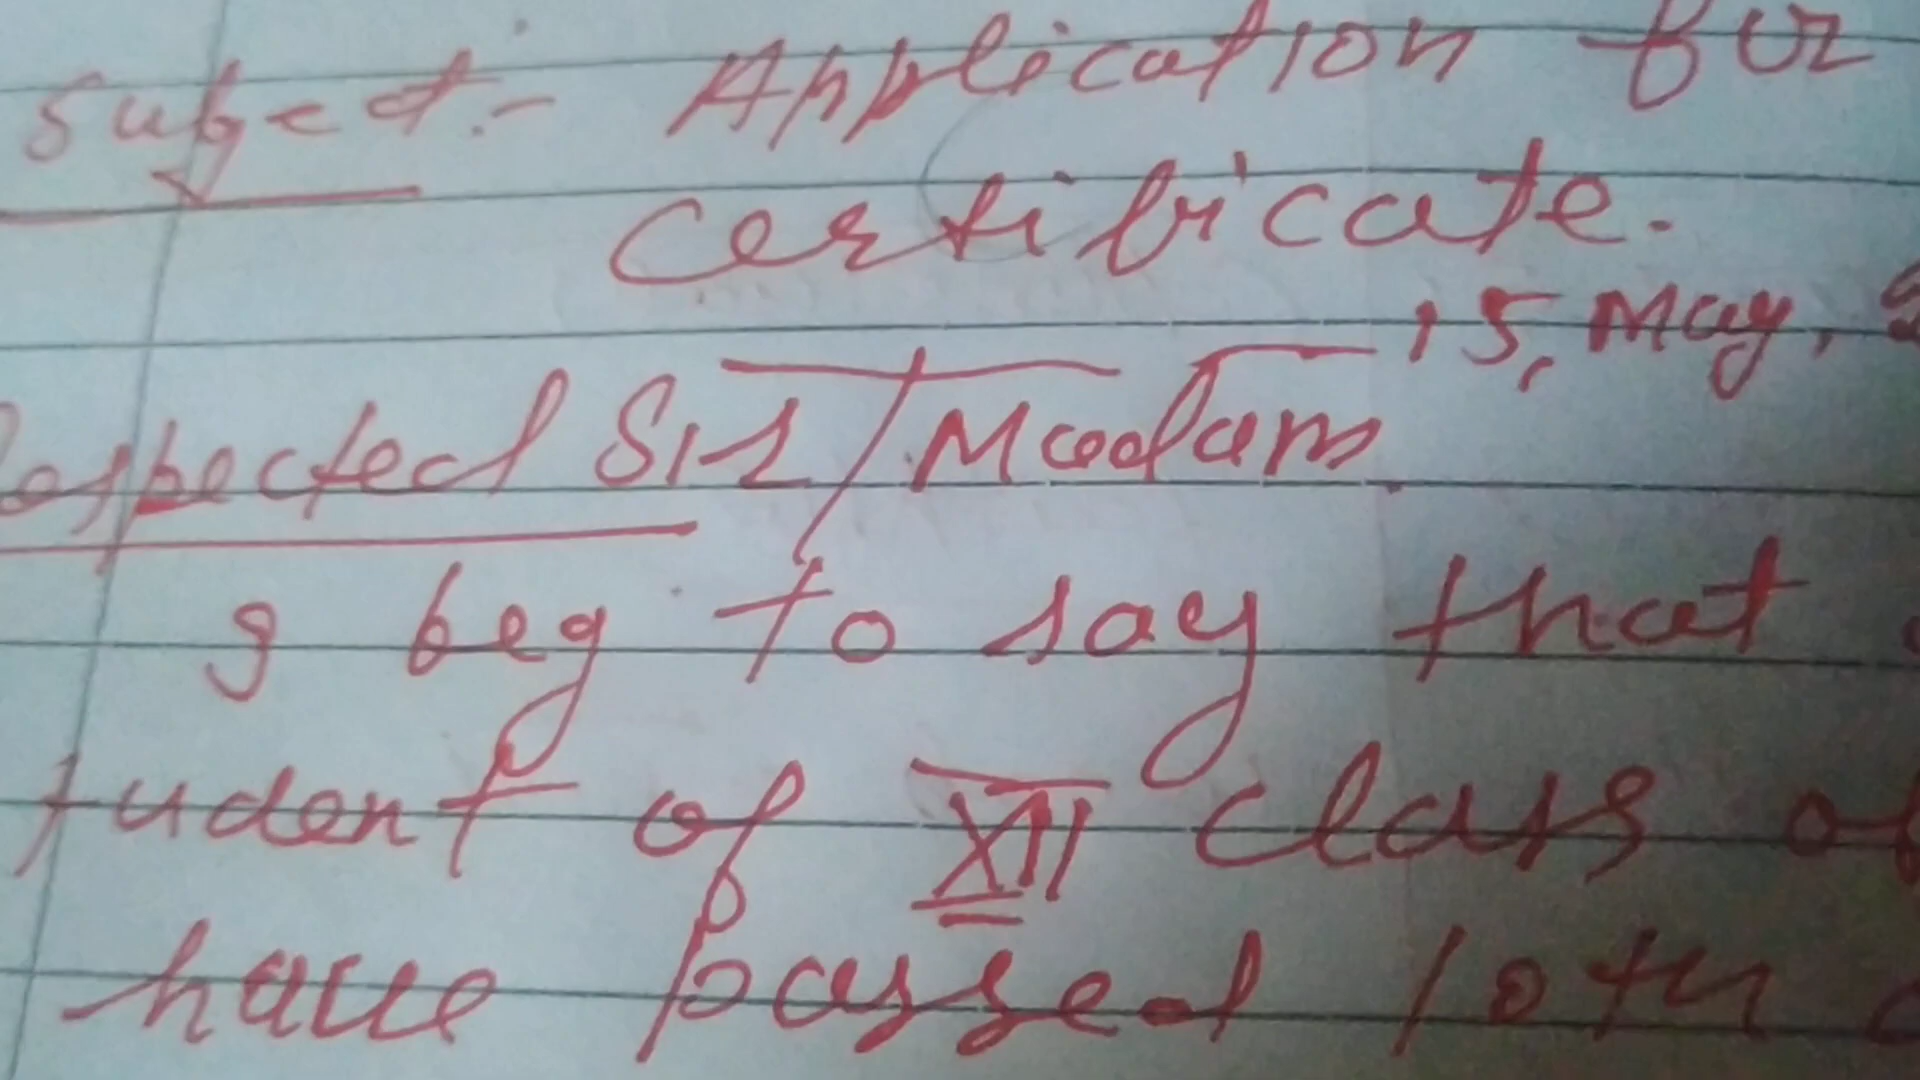 Subject:- Application for
certificate.
15, May,
Respected Sir/Madam
I beg to say that
student of XII class of
have passed 10th